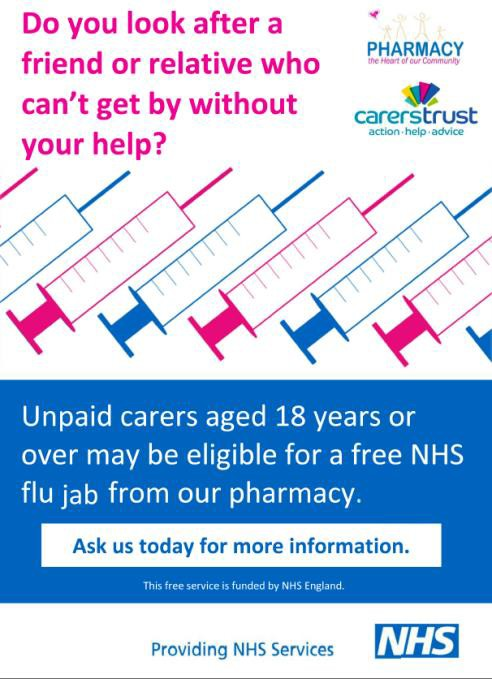 Do you look after a
friend or relative who
can't get by without
your help?
PHARMACY
the Heart of our Community
carerstrust
action·help·advice
Unpaid carers aged 18 years or
over may be eligible for a free NHS
flu jab from our pharmacy.
Ask us today for more information.
This free service is funded by NHS England.
Providing NHS Services
NHS